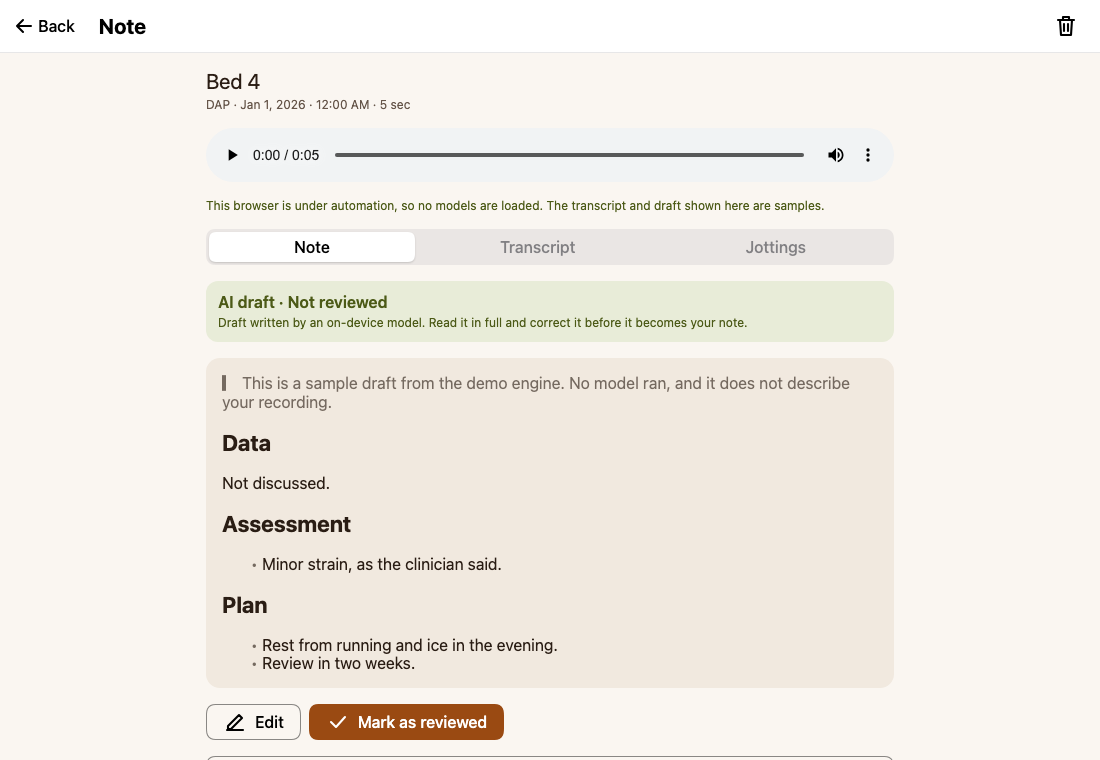 Back Note
Bed 4
DAP · Jan 1, 2026 · 12:00 AM · 5 sec
0:00 / 0:05
This browser is under automation, so no models are loaded. The transcript and draft shown here are samples.
Note Transcript Jottings
AI draft · Not reviewed
Draft written by an on-device model. Read it in full and correct it before it becomes your note.
This is a sample draft from the demo engine. No model ran, and it does not describe
your recording.
Data
Not discussed.
Assessment
• Minor strain, as the clinician said.
Plan
• Rest from running and ice in the evening.
• Review in two weeks.
Edit Mark as reviewed